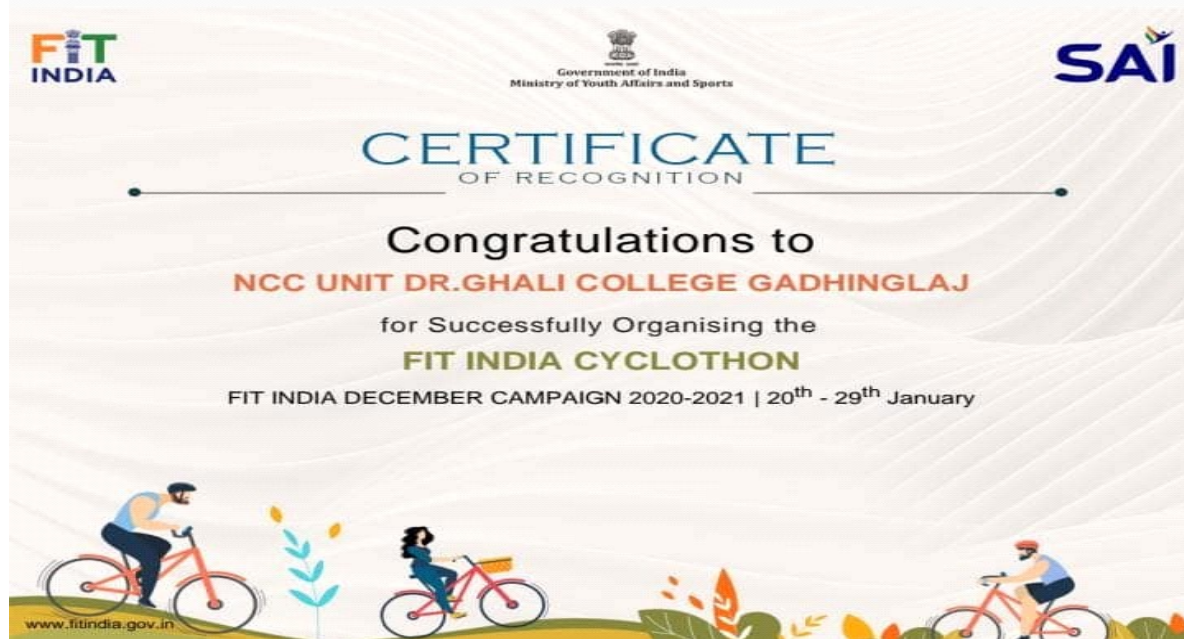 FIT
INDIA
Government of India
Ministry of Youth Affairs and Sports
SAI
CERTIFICATE
OF RECOGNITION
Congratulations to
NCC UNIT DR.GHALI COLLEGE GADHINGLAJ
for Successfully Organising the
FIT INDIA CYCLOTHON
FIT INDIA DECEMBER CAMPAIGN 2020-2021 | 20th - 29th January
www.fitindia.gov.in